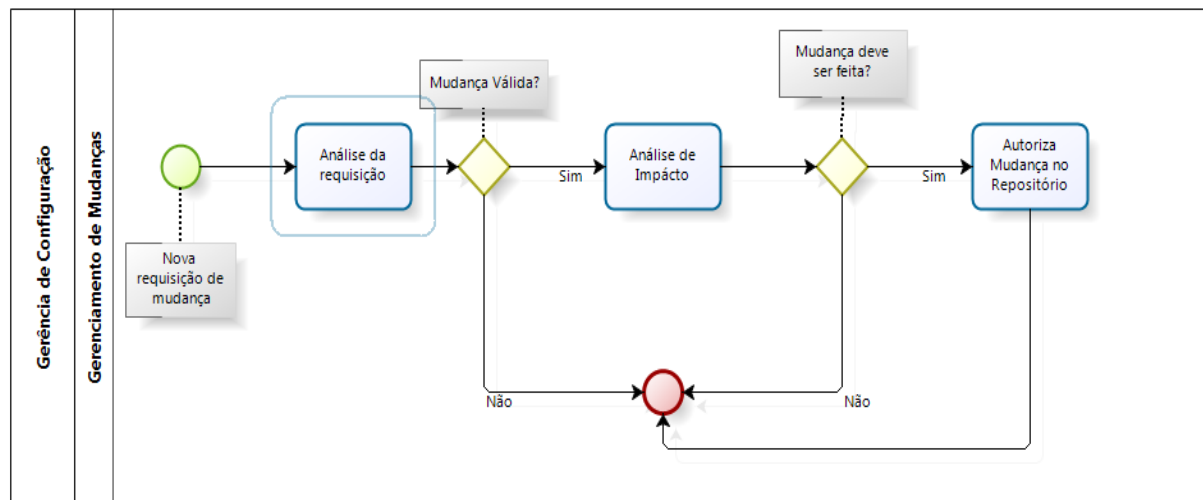 Gerência de Configuração
Gerenciamento de Mudanças
Nova
requisição de
mudança
Análise da
requisição
Mudança Válida?
Sim
Não
Análise de
Impácto
Mudança deve
ser feita?
Sim
Não
Autoriza
Mudança no
Repositório